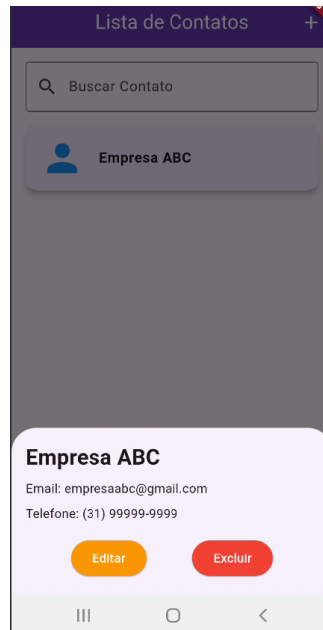 Lista de Contatos +
Buscar Contato
Empresa ABC
Empresa ABC
Email: empresaabc@gmail.com
Telefone: (31) 99999-9999
Editar Excluir